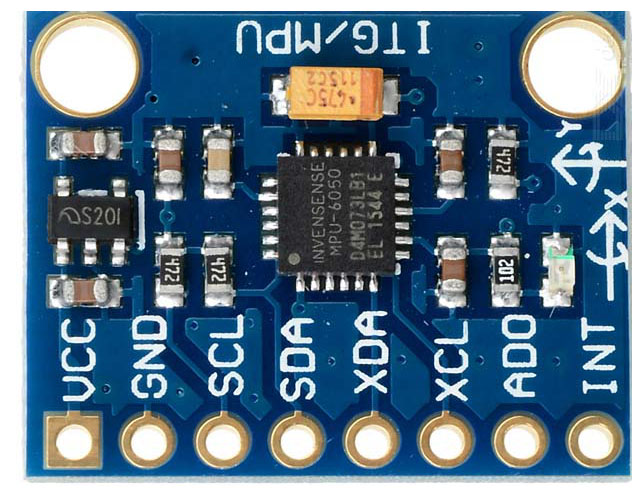 ITG/MPU
475C
115C2
472
Y
X
S20I
INVENSENSE
MPU-6050
D4M073LB1
EL 1544 E
472
472
102
VCC
GND
SCL
SDA
XDA
XCL
ADO
INT